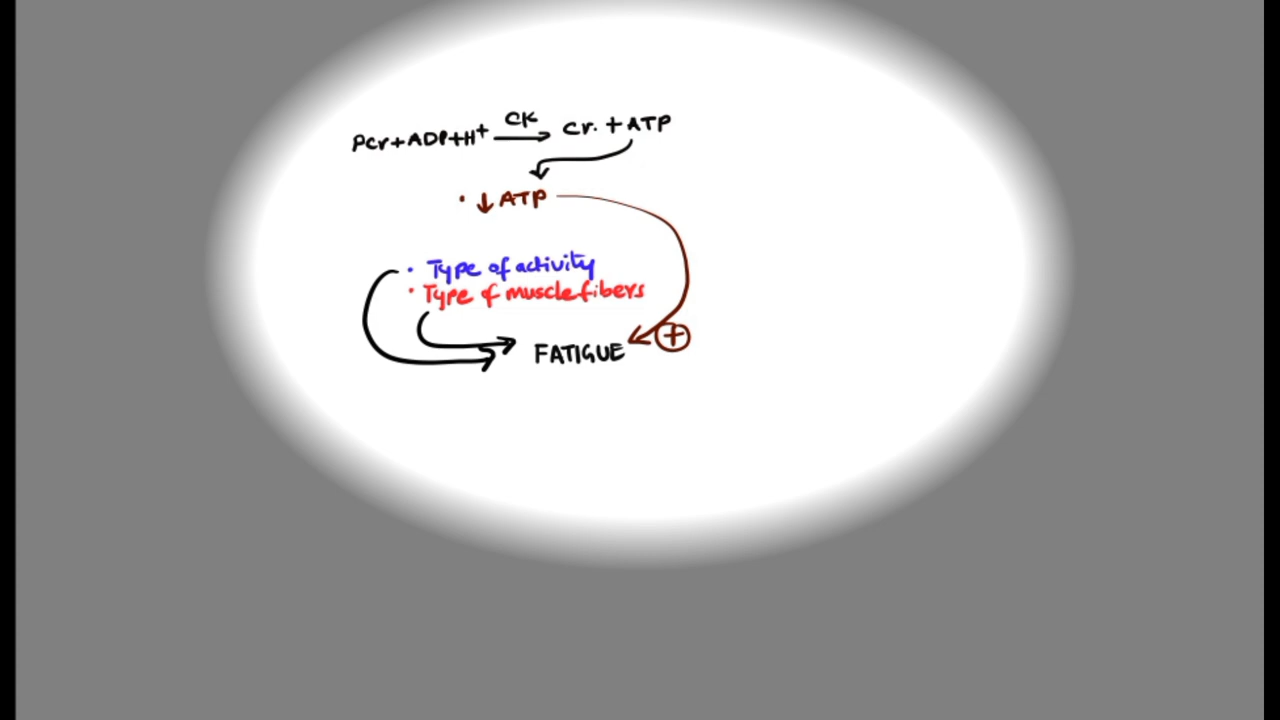 PCr+ADP+H⁺ CK → Cr. + ATP
· ↓ ATP
· Type of activity
· Type of muscle fibers
FATIGUE +